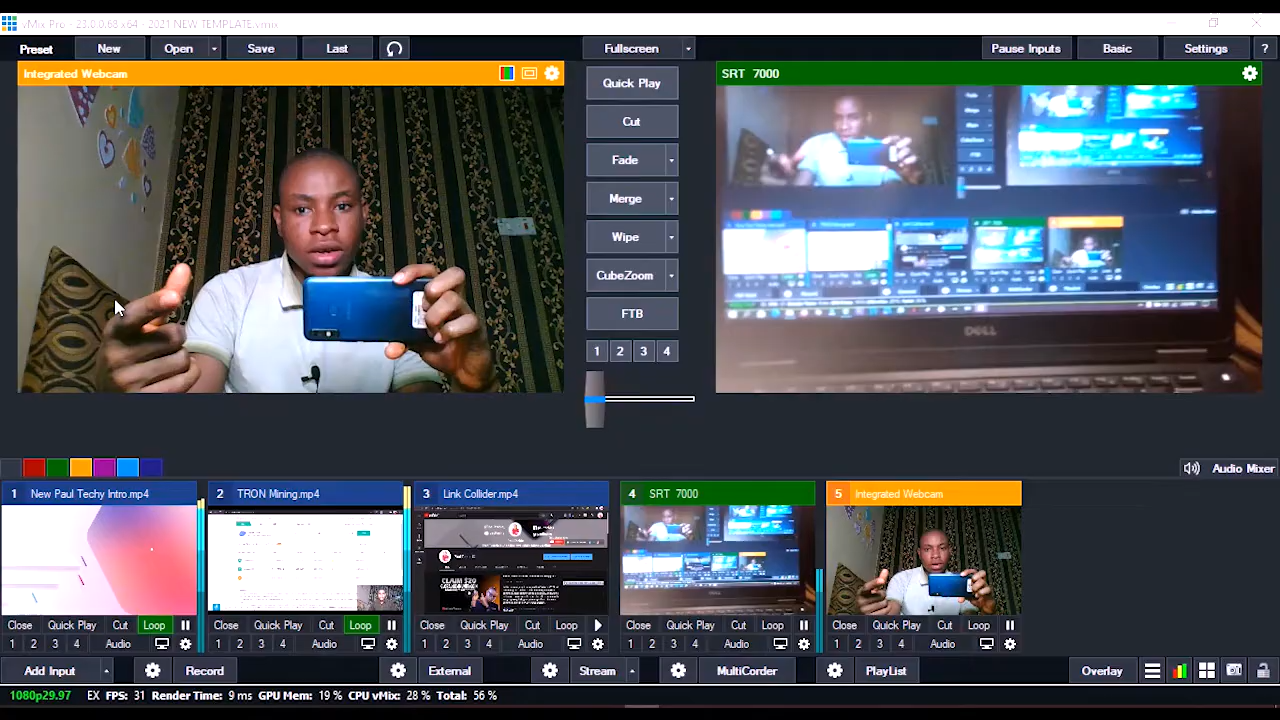 vMix Pro - 23.0.0.68 x64 - 2021 NEW TEMPLATE.vmix
Preset New Open Save Last Fullscreen Pause Inputs Basic Settings ?
Integrated Webcam
SRT 7000
Quick Play
Cut
Fade
Merge
Wipe
CubeZoom
FTB
1 2 3 4
DELL
Audio Mixer
1 New Paul Techy Intro.mp4
2 TRON Mining.mp4
3 Link Collider.mp4
4 SRT 7000
5 Integrated Webcam
CLAIM $20
Close Quick Play Cut Loop
1 2 3 4 Audio
Close Quick Play Cut Loop
1 2 3 4 Audio
Close Quick Play Cut Loop
1 2 3 4 Audio
Close Quick Play Cut Loop
1 2 3 4 Audio
Close Quick Play Cut Loop
1 2 3 4 Audio
Add Input Record External Stream MultiCorder PlayList Overlay
1080p29.97 EX FPS: 31 Render Time: 9 ms GPU Mem: 19 % CPU vMix: 28 % Total: 56 %